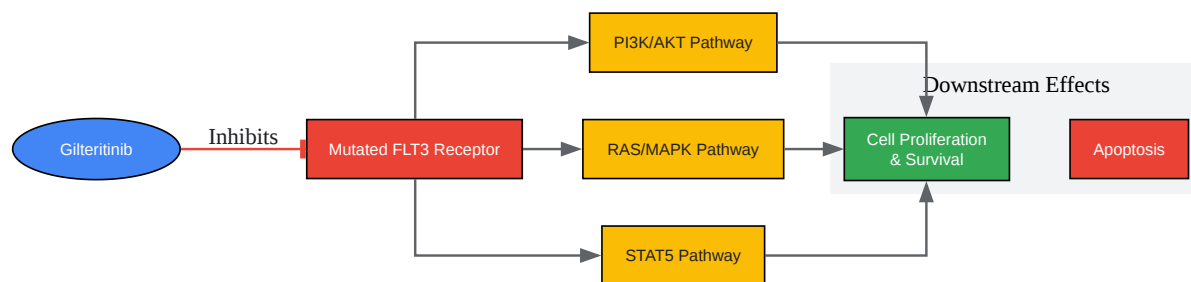 PI3K/AKT Pathway
Downstream Effects
Gilteritinib
Inhibits
Mutated FLT3 Receptor
RAS/MAPK Pathway
Cell Proliferation
& Survival
Apoptosis
STAT5 Pathway